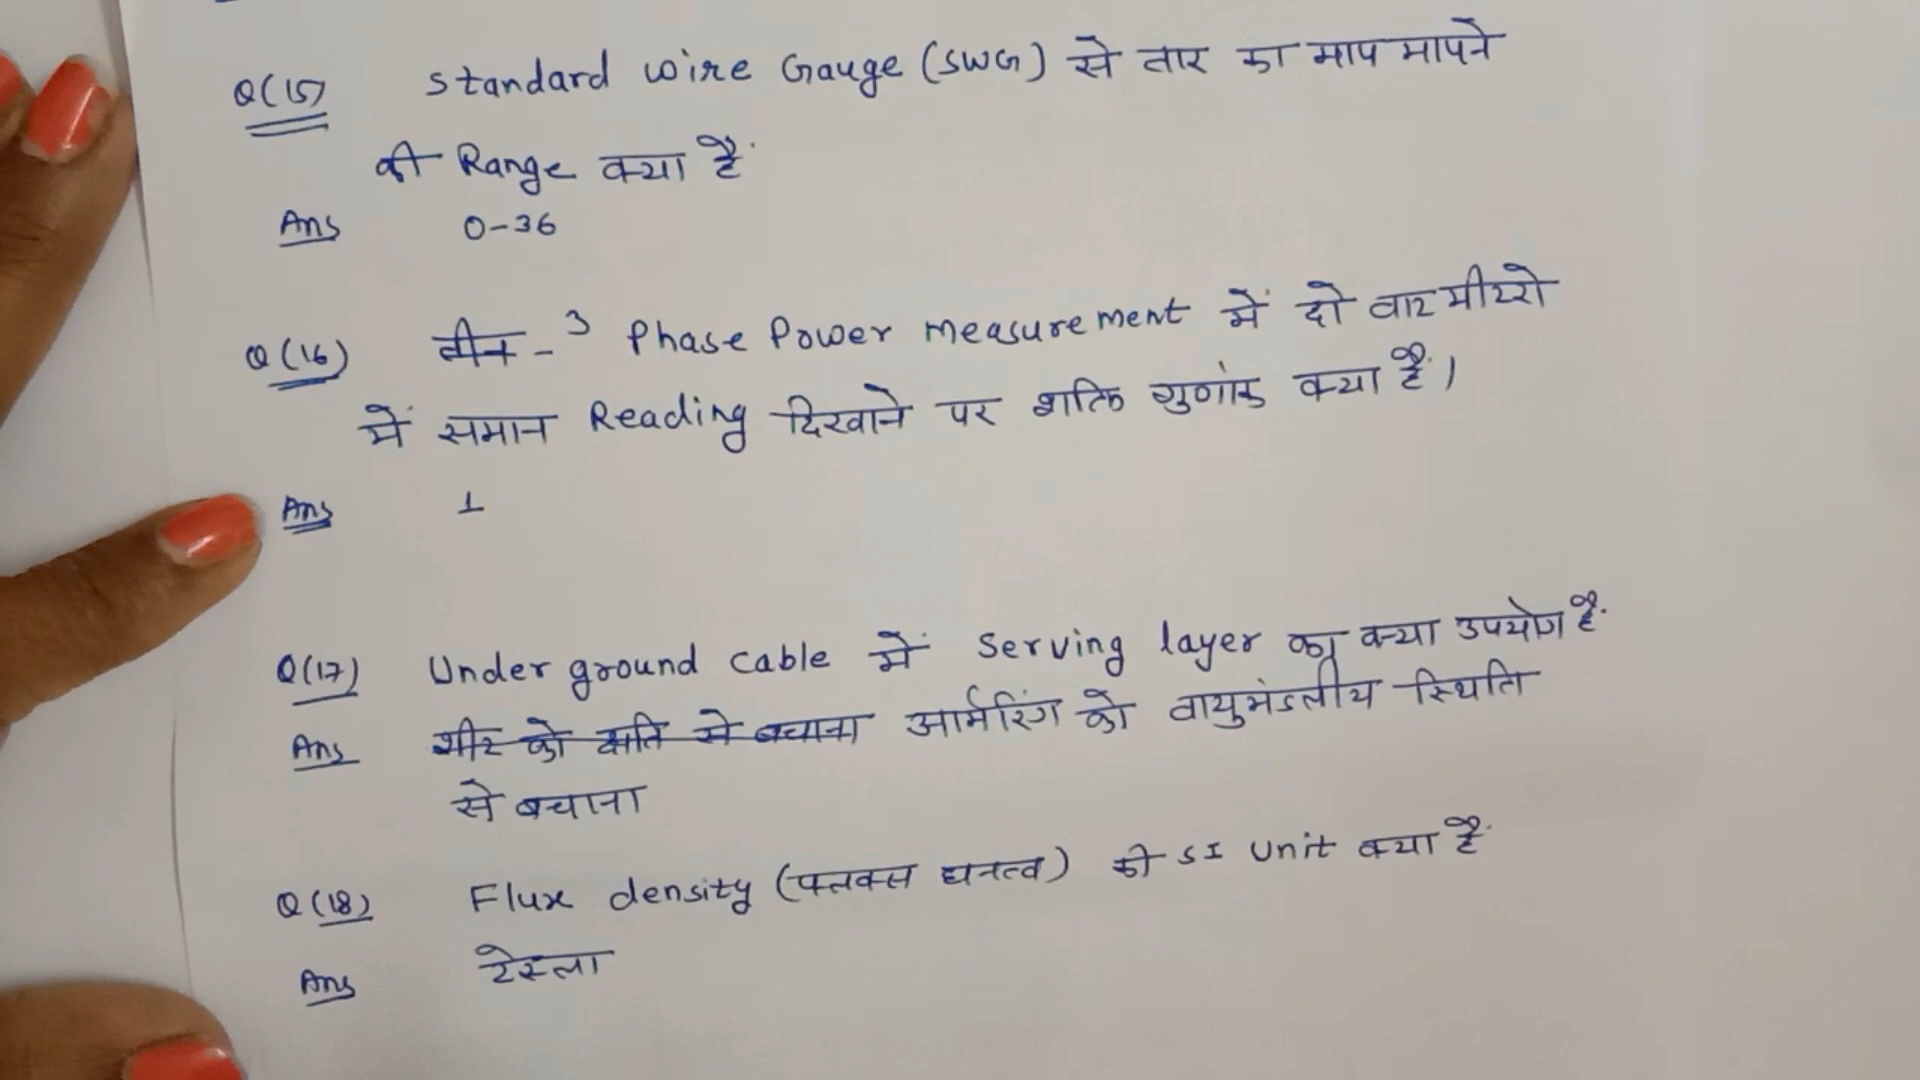 Q(15) Standard wire Gauge (SWG) से तार का माप मापने
की Range क्या है
Ans 0-36
Q(16) तीन - 3 Phase Power measurement में दो वाटमीटरो
में समान Reading दिखाने पर शक्ति गुणांक क्या है।
Ans 1
Q(17) Under ground cable में Serving layer का क्या उपयोग है
Ans शीट को क्षति से बचाना आर्मरिंग को वायुमंडलीय स्थिति
से बचाना
Q(18) Flux density (फ्लक्स घनत्व) की SI Unit क्या है
Ans टेस्ला